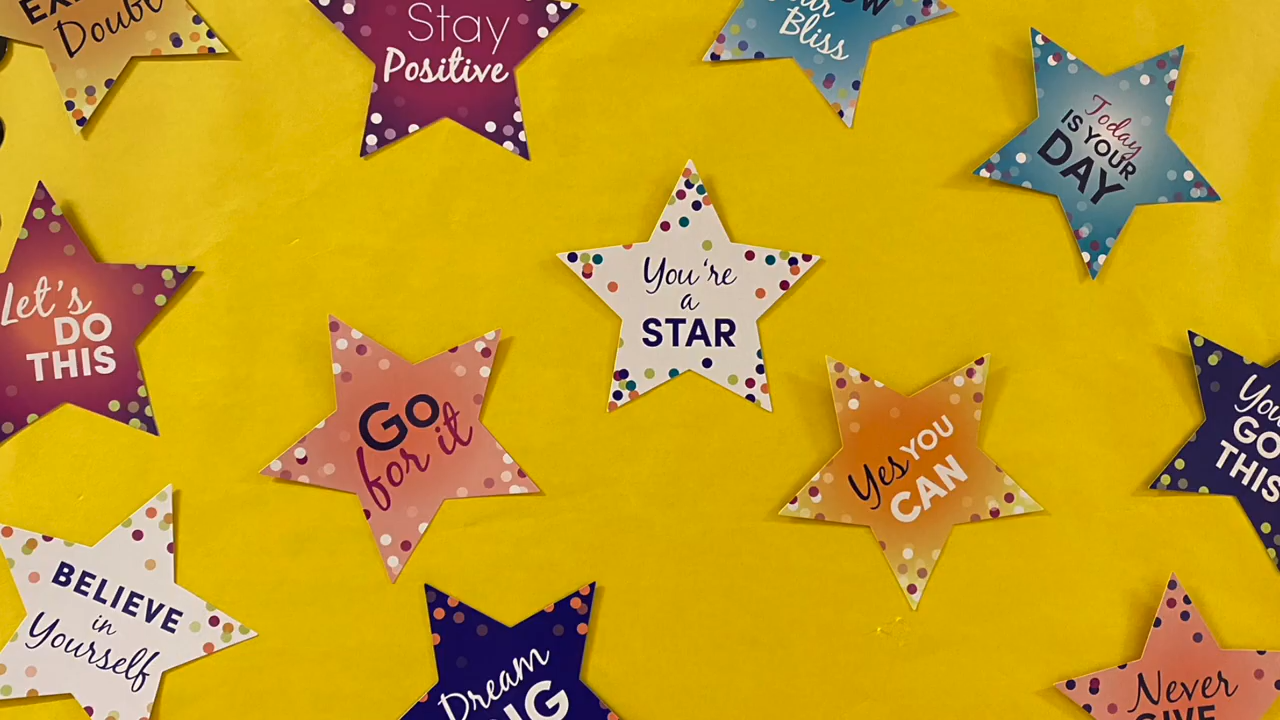 Doubt
Stay
Positive
Bliss
Today
IS YOUR
DAY
You're
a
STAR
Let's
DO
THIS
Go
for it
Yes YOU
CAN
GO
THIS
BELIEVE
in
Yourself
Dream
Never
GIVE